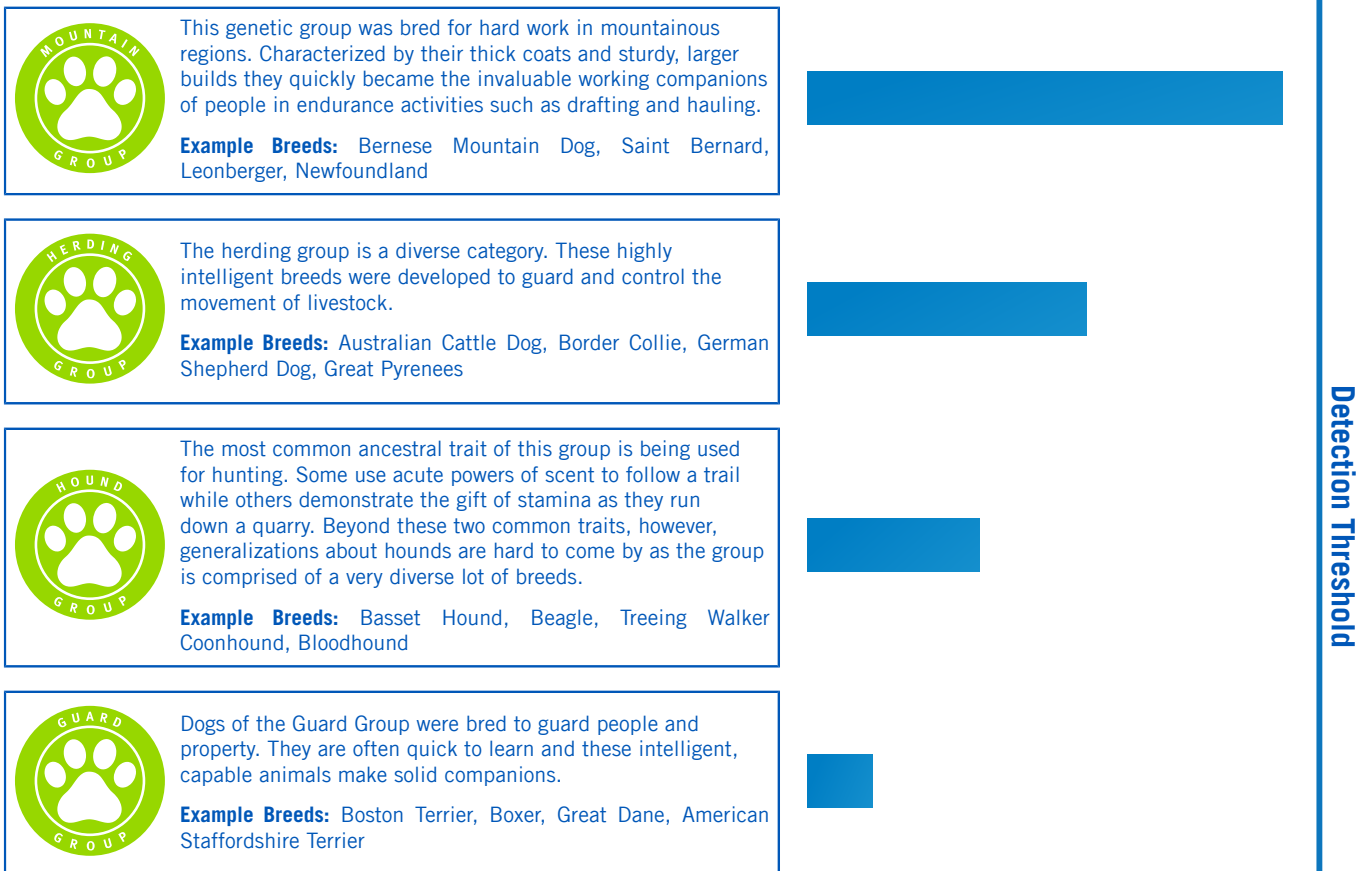 MOUNTAIN
GROUP
This genetic group was bred for hard work in mountainous
regions. Characterized by their thick coats and sturdy, larger
builds they quickly became the invaluable working companions
of people in endurance activities such as drafting and hauling.
Example Breeds: Bernese Mountain Dog, Saint Bernard,
Leonberger, Newfoundland
HERDING
GROUP
The herding group is a diverse category. These highly
intelligent breeds were developed to guard and control the
movement of livestock.
Example Breeds: Australian Cattle Dog, Border Collie, German
Shepherd Dog, Great Pyrenees
HOUND
GROUP
The most common ancestral trait of this group is being used
for hunting. Some use acute powers of scent to follow a trail
while others demonstrate the gift of stamina as they run
down a quarry. Beyond these two common traits, however,
generalizations about hounds are hard to come by as the group
is comprised of a very diverse lot of breeds.
Example Breeds: Basset Hound, Beagle, Treeing Walker
Coonhound, Bloodhound
GUARD
GROUP
Dogs of the Guard Group were bred to guard people and
property. They are often quick to learn and these intelligent,
capable animals make solid companions.
Example Breeds: Boston Terrier, Boxer, Great Dane, American
Staffordshire Terrier
Detection Threshold